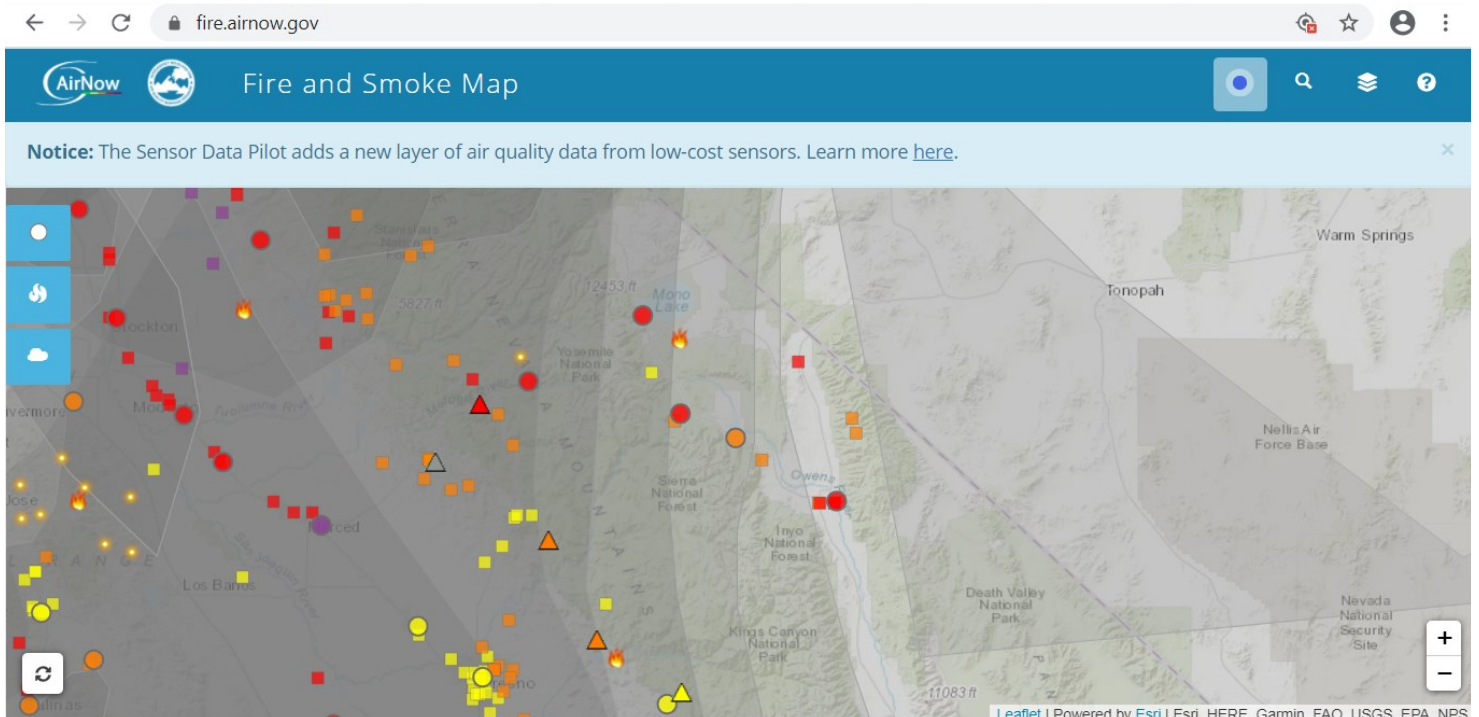 fire.airnow.gov
AirNow
Fire and Smoke Map
Notice: The Sensor Data Pilot adds a new layer of air quality data from low-cost sensors. Learn more here.
×
Warm Springs
Stanislaus
National
Forest
12453 ft
Mono
Lake
Tonopah
5827 ft
Stockton
Yosemite
National
Park
Tuolumne
Nellis Air
Force Base
Owens
Sierra
National
Forest
Jose
Merced
Inyo
National
Forest
San Joaquin River
RANGE
Los Banos
Death Valley
National
Park
Nevada
National
Security
Site
Kings Canyon
National
Park
MOUNTAINS
Fresno
11083 ft
+
−
Leaflet | Powered by Esri | Esri, HERE, Garmin, FAO, USGS, EPA, NPS